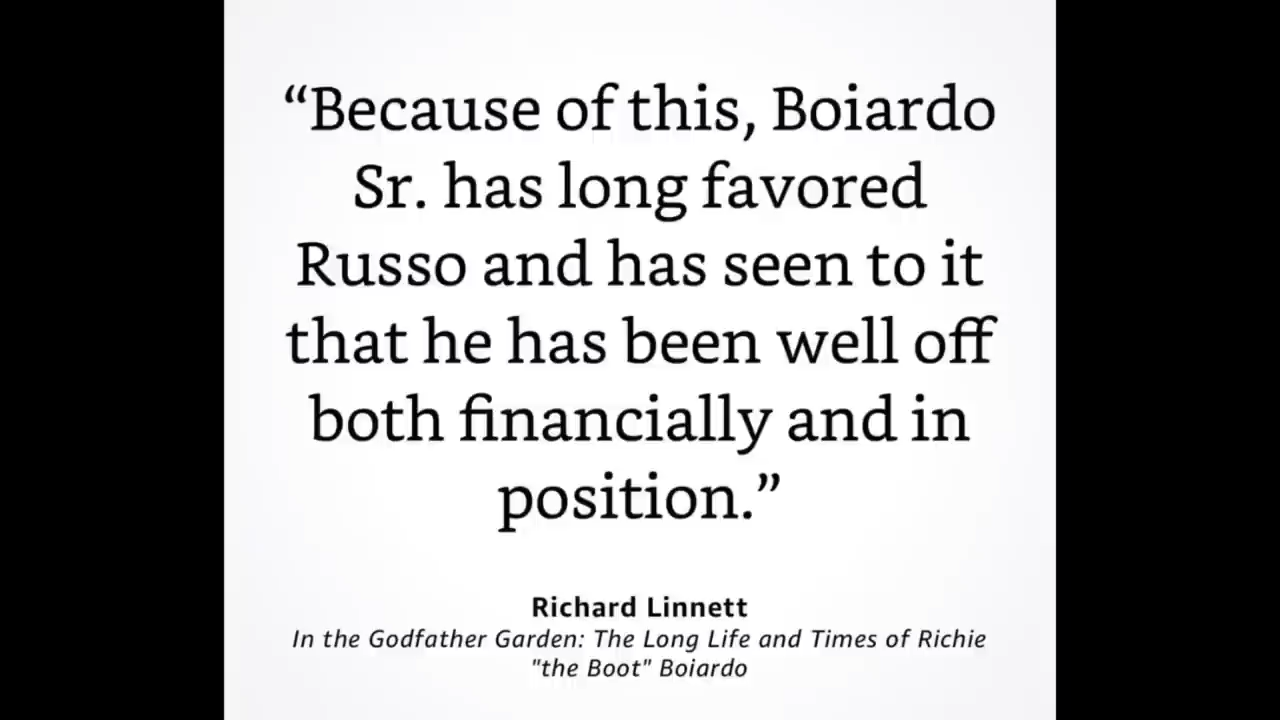 “Because of this, Boiardo
Sr. has long favored
Russo and has seen to it
that he has been well off
both financially and in
position.”
Richard Linnett
In the Godfather Garden: The Long Life and Times of Richie
"the Boot" Boiardo